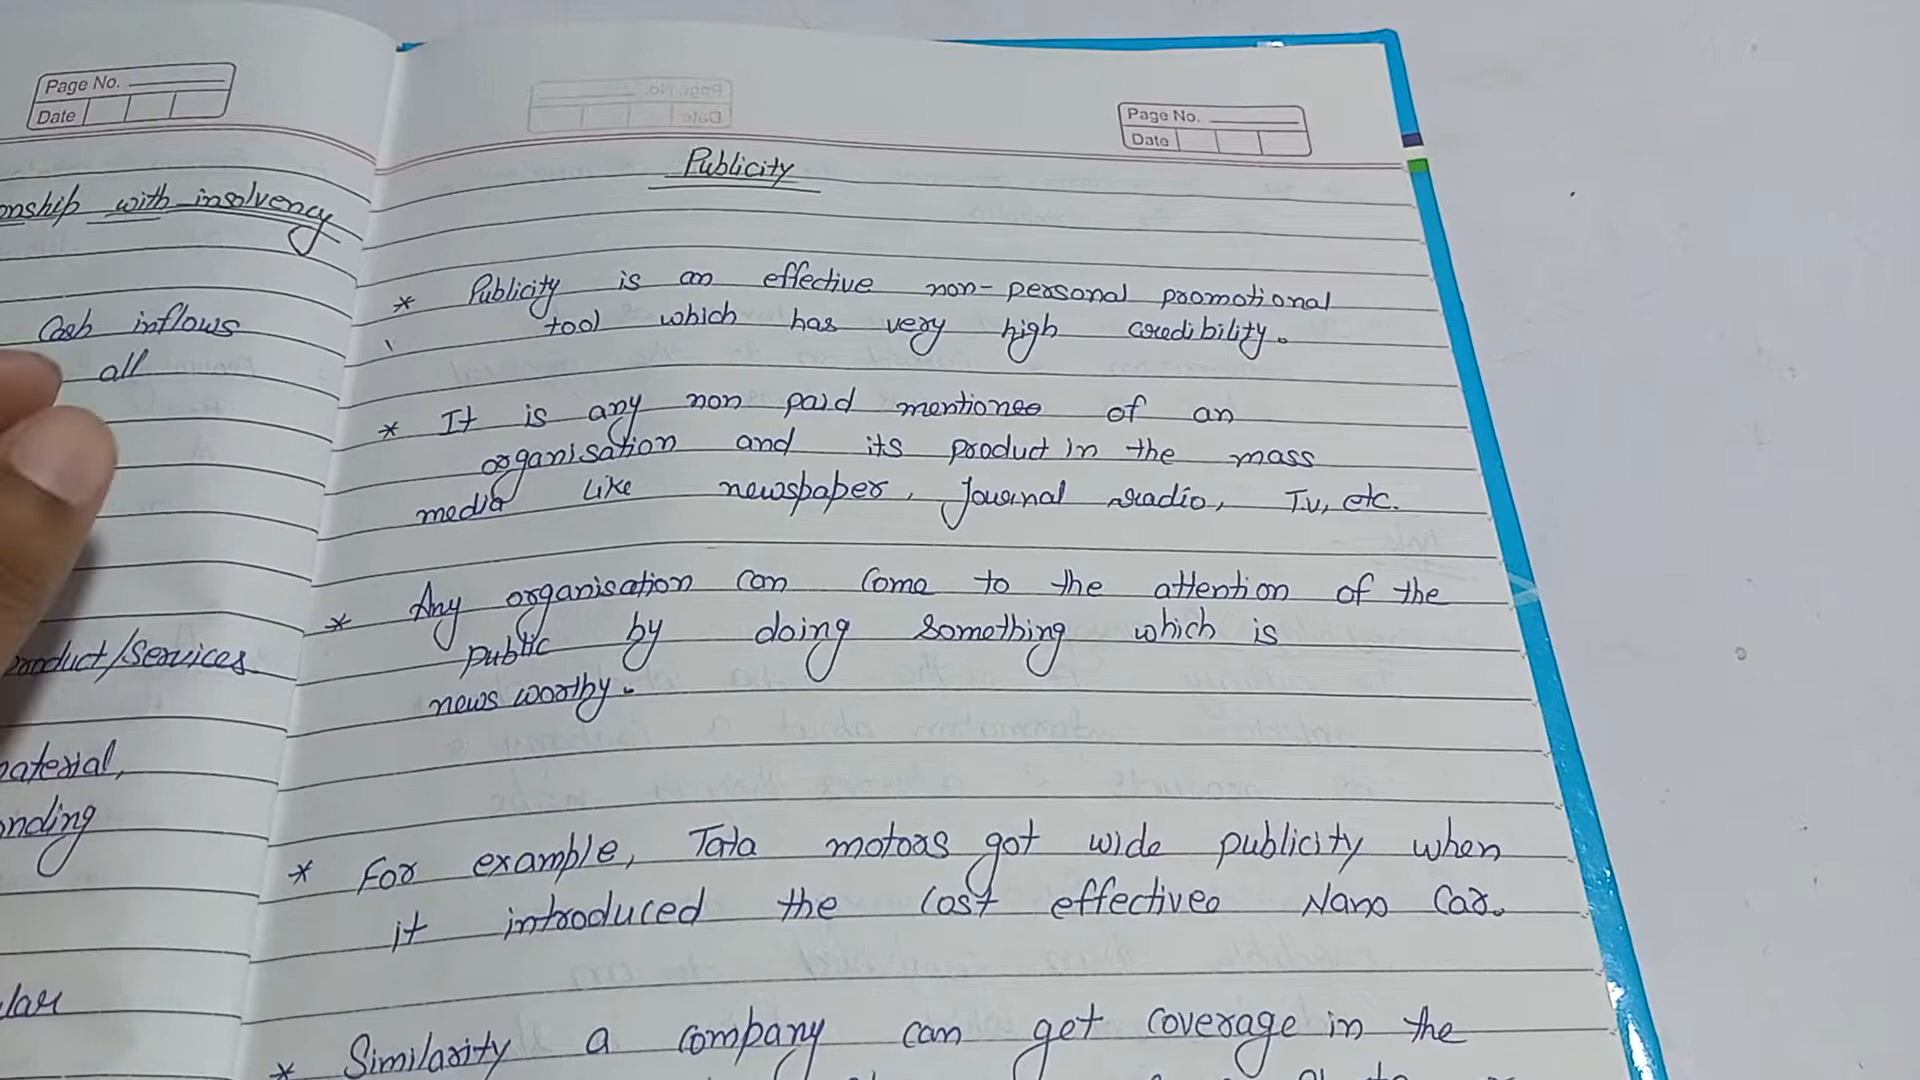 Page No.
Date
onship with insolvency
Cash inflows
all
product/Services
material,
nding
lar
Page No.
Date
Publicity
* Publicity is an effective non-personal promotional
tool which has very high credibility.
* It is any non paid mentionee of an
organisation and its product in the mass
media like newspaper, Journal radio, T.v, etc.
* Any organisation can come to the attention of the
public by doing something which is
news worthy.
* For example, Tata motors got wide publicity when
it introduced the cost effectivee Nano Car.
* Similarity a company can get coverage in the